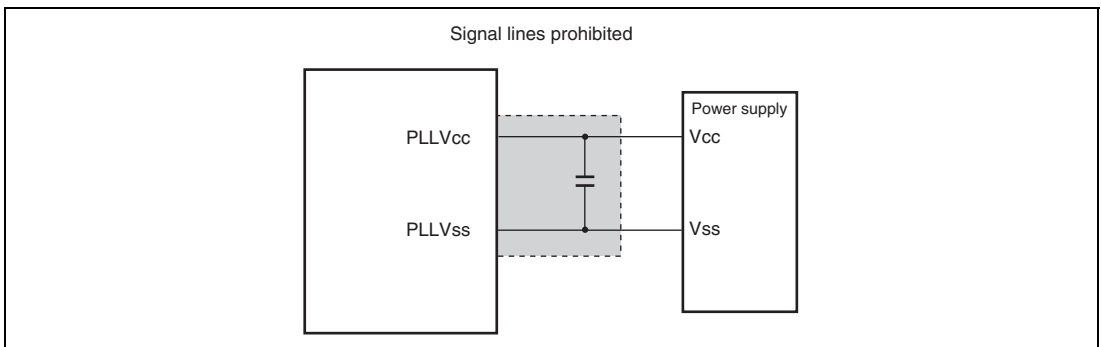 Signal lines prohibited
Power supply
PLLVcc
Vcc
PLLVss
Vss